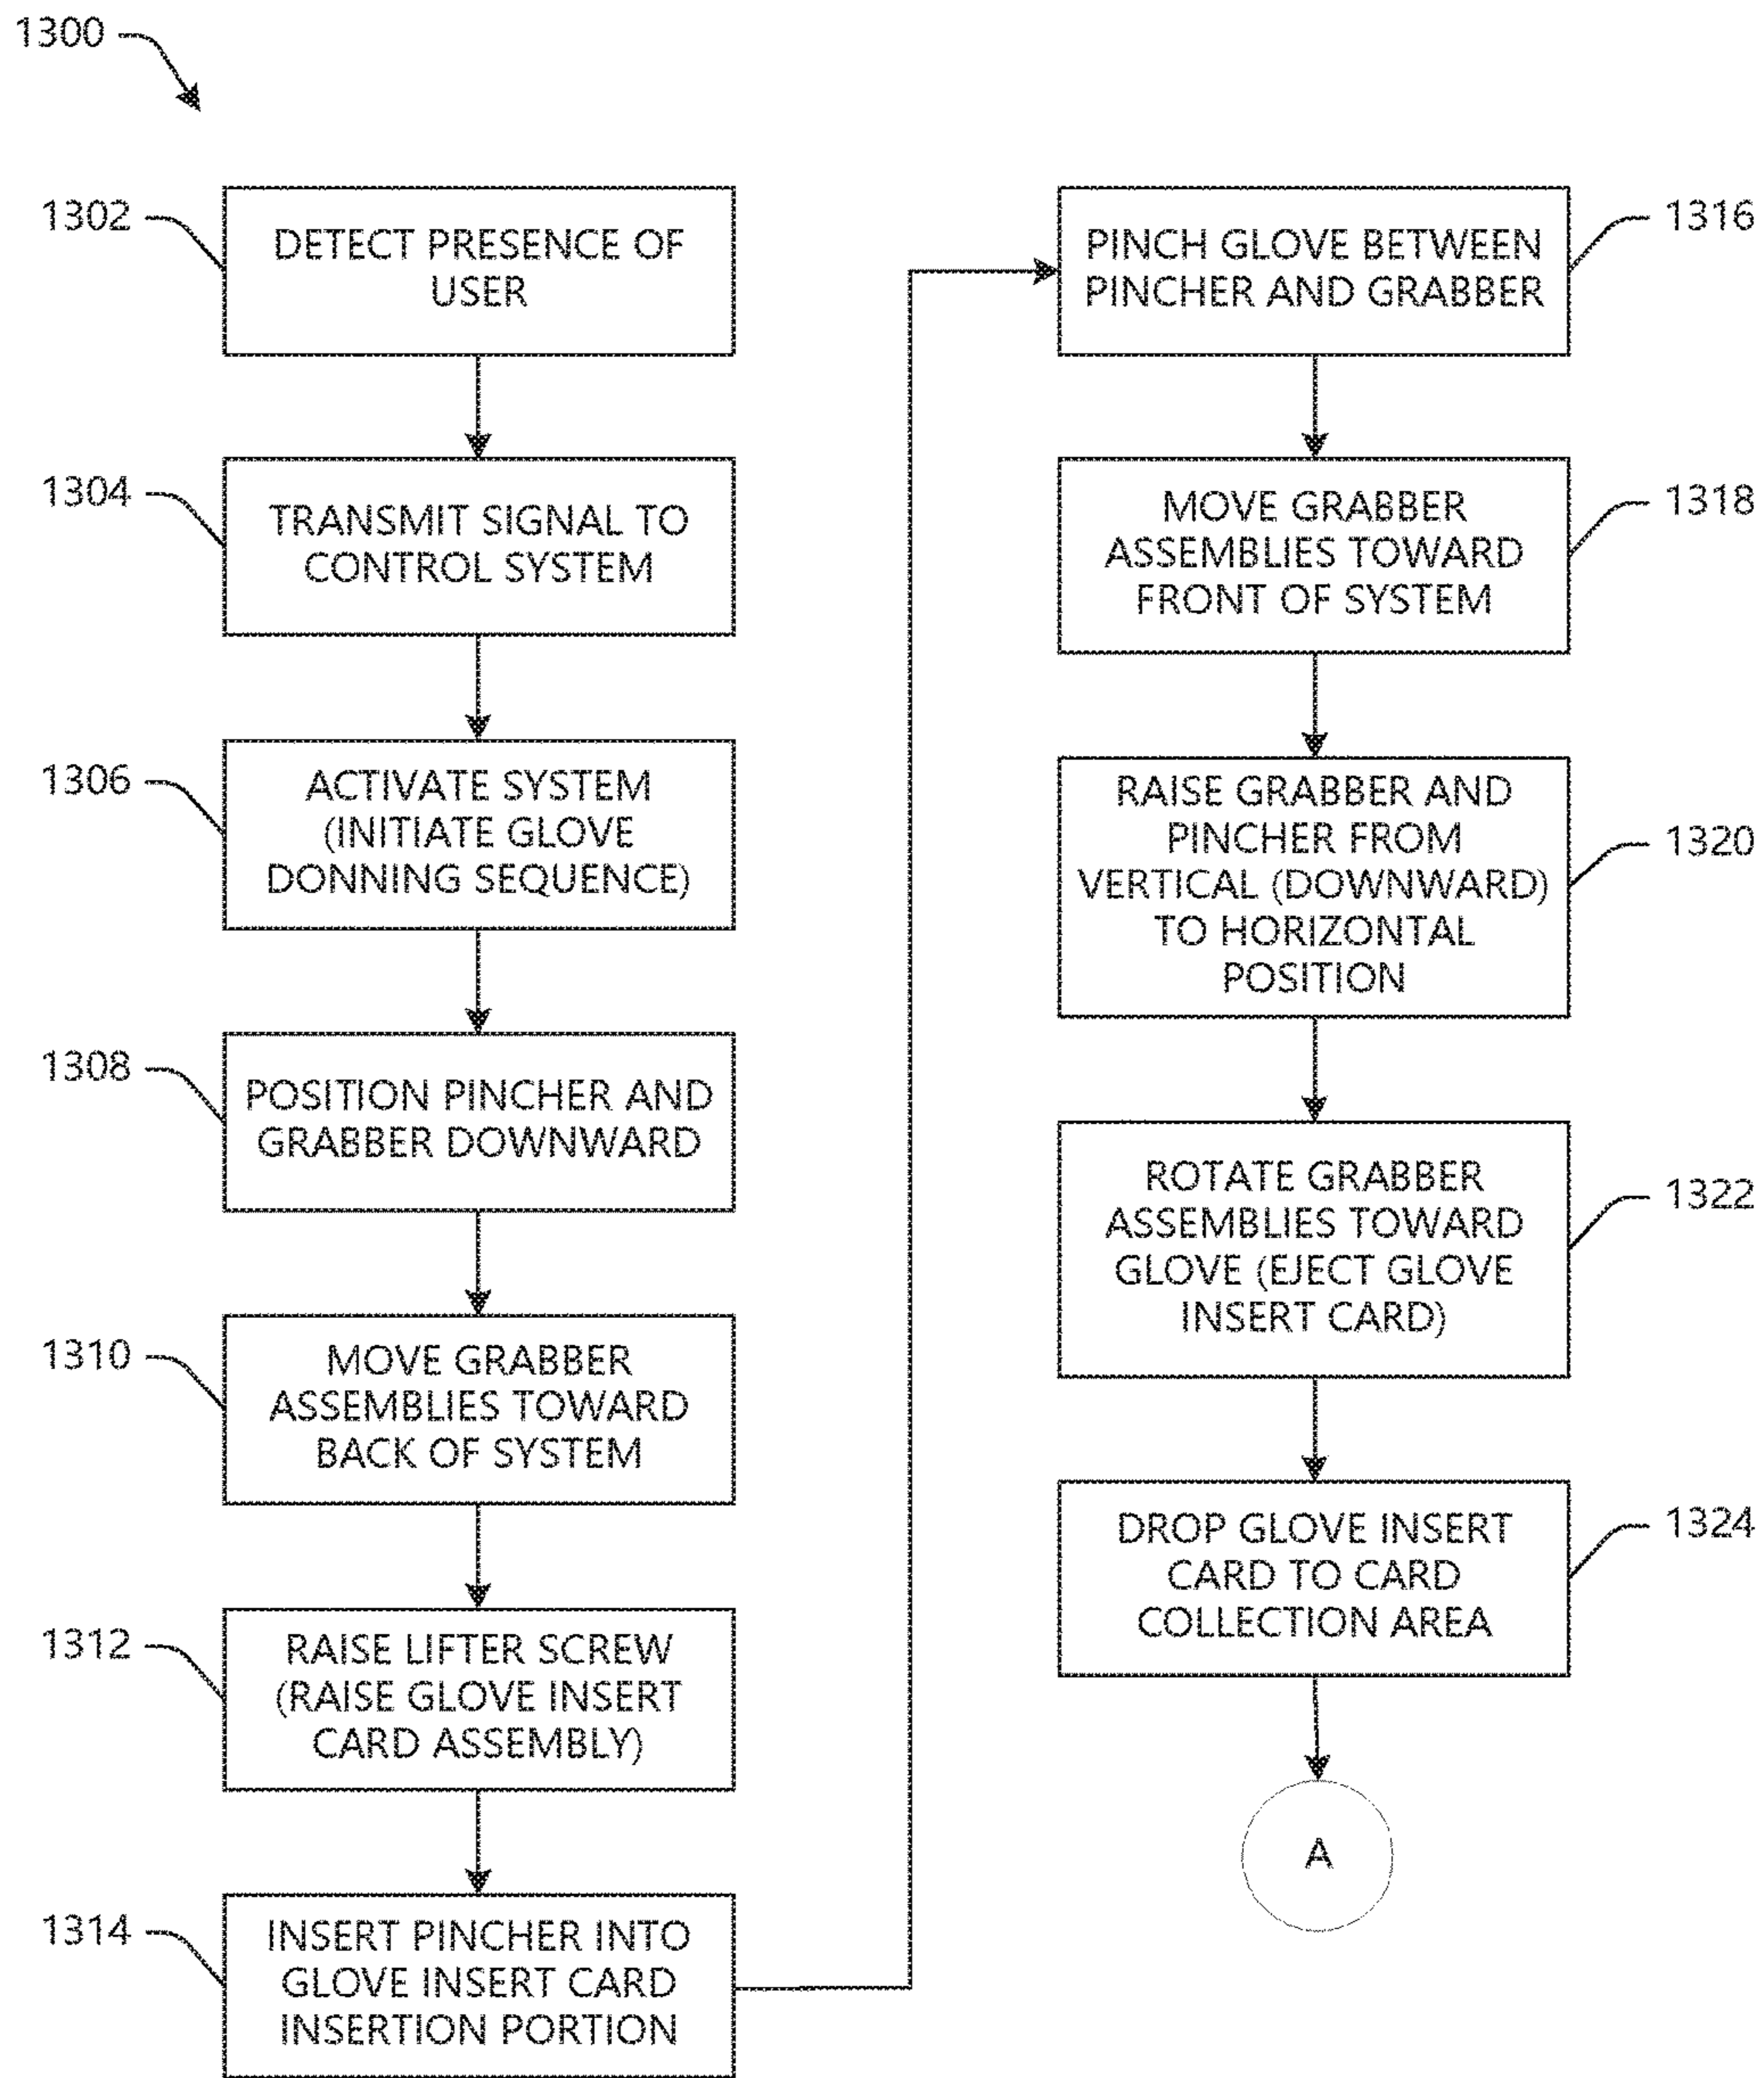 1300
1302
DETECT PRESENCE OF
USER
1304
TRANSMIT SIGNAL TO
CONTROL SYSTEM
1306
ACTIVATE SYSTEM
(INITIATE GLOVE
DONNING SEQUENCE)
1308
POSITION PINCHER AND
GRABBER DOWNWARD
1310
MOVE GRABBER
ASSEMBLIES TOWARD
BACK OF SYSTEM
1312
RAISE LIFTER SCREW
(RAISE GLOVE INSERT
CARD ASSEMBLY)
1314
INSERT PINCHER INTO
GLOVE INSERT CARD
INSERTION PORTION
1316
PINCH GLOVE BETWEEN
PINCHER AND GRABBER
1318
MOVE GRABBER
ASSEMBLIES TOWARD
FRONT OF SYSTEM
1320
RAISE GRABBER AND
PINCHER FROM
VERTICAL (DOWNWARD)
TO HORIZONTAL
POSITION
1322
ROTATE GRABBER
ASSEMBLIES TOWARD
GLOVE (EJECT GLOVE
INSERT CARD)
1324
DROP GLOVE INSERT
CARD TO CARD
COLLECTION AREA
A